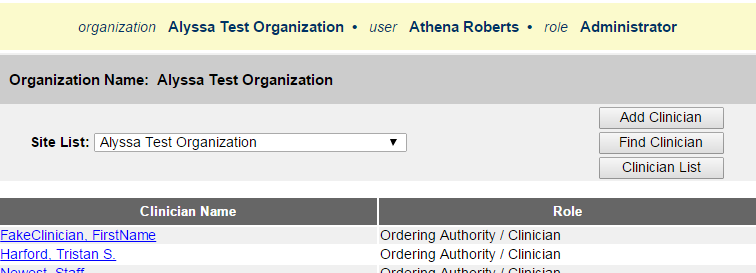 organization Alyssa Test Organization • user Athena Roberts • role Administrator
Organization Name: Alyssa Test Organization
Add Clinician
Site List: Alyssa Test Organization ▼ Find Clinician
Clinician List
Clinician Name Role
FakeClinician, FirstName Ordering Authority / Clinician
Harford, Tristan S. Ordering Authority / Clinician
Newest, Staff Ordering Authority / Clinician